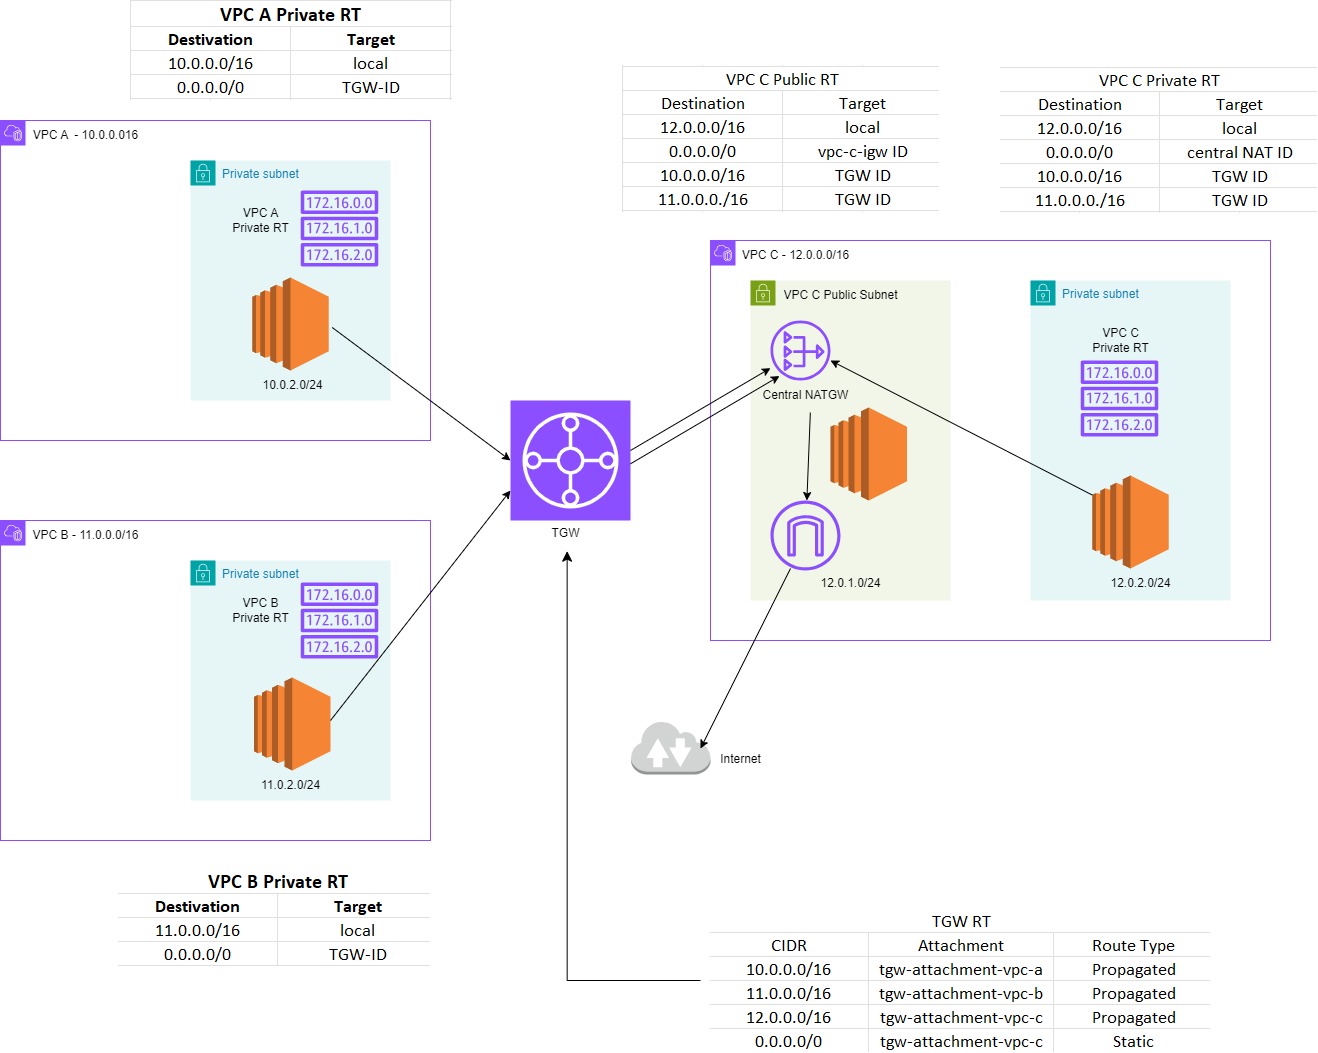 VPC A Private RT
Destivation Target
10.0.0.0/16 local
0.0.0.0/0 TGW-ID
VPC A - 10.0.0.016
Private subnet
VPC A
Private RT
172.16.0.0
172.16.1.0
172.16.2.0
10.0.2.0/24
VPC B - 11.0.0.0/16
Private subnet
VPC B
Private RT
172.16.0.0
172.16.1.0
172.16.2.0
11.0.2.0/24
VPC B Private RT
Destivation Target
11.0.0.0/16 local
0.0.0.0/0 TGW-ID
TGW
VPC C Public RT
Destination Target
12.0.0.0/16 local
0.0.0.0/0 vpc-c-igw ID
10.0.0.0/16 TGW ID
11.0.0.0./16 TGW ID
VPC C Private RT
Destination Target
12.0.0.0/16 local
0.0.0.0/0 central NAT ID
10.0.0.0/16 TGW ID
11.0.0.0./16 TGW ID
VPC C - 12.0.0.0/16
VPC C Public Subnet
Central NATGW
12.0.1.0/24
Private subnet
VPC C
Private RT
172.16.0.0
172.16.1.0
172.16.2.0
12.0.2.0/24
Internet
TGW RT
CIDR Attachment Route Type
10.0.0.0/16 tgw-attachment-vpc-a Propagated
11.0.0.0/16 tgw-attachment-vpc-b Propagated
12.0.0.0/16 tgw-attachment-vpc-c Propagated
0.0.0.0/0 tgw-attachment-vpc-c Static